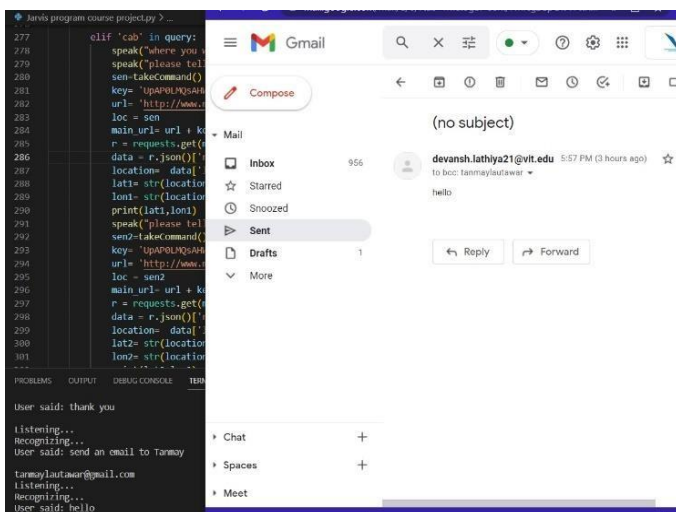 Jarvis program course project.py > ...
277 elif 'cab' in query:
278 speak("where you
279 speak("please tel
280 sen=takeCommand()
281
282 url= 'http://www.
283 loc = sen
284 main_url= url +
285 r = requests.get(
286 data = r.json()['
287 location= data['
288 lat1= str(location
289 lon1= str(location
290 print(lat1,lon1)
291 speak("please tel
292 sen2=takeCommand(
293
294 url= 'http://www.
295 loc = sen2
296 main_url= url +
297 r = requests.get(
298 data = r.json()['
299 location= data['
300 lat2= str(location
301 lon2= str(location
PROBLEMS OUTPUT DEBUG CONSOLE
User said: thank you
Listening...
Recognizing...
User said: send an email to Tanmay
tanmaylautawar@gmail.com
Listening...
Recognizing...
User said: hello
Gmail
Compose
Mail
Inbox 956
Starred
Snoozed
Sent
Drafts 1
More
Chat
Spaces
Meet
(no subject)
devansh.lathiya21@vit.edu 5:57 PM (3 hours ago)
to bcc: tanmaylautawar
hello
Reply Forward